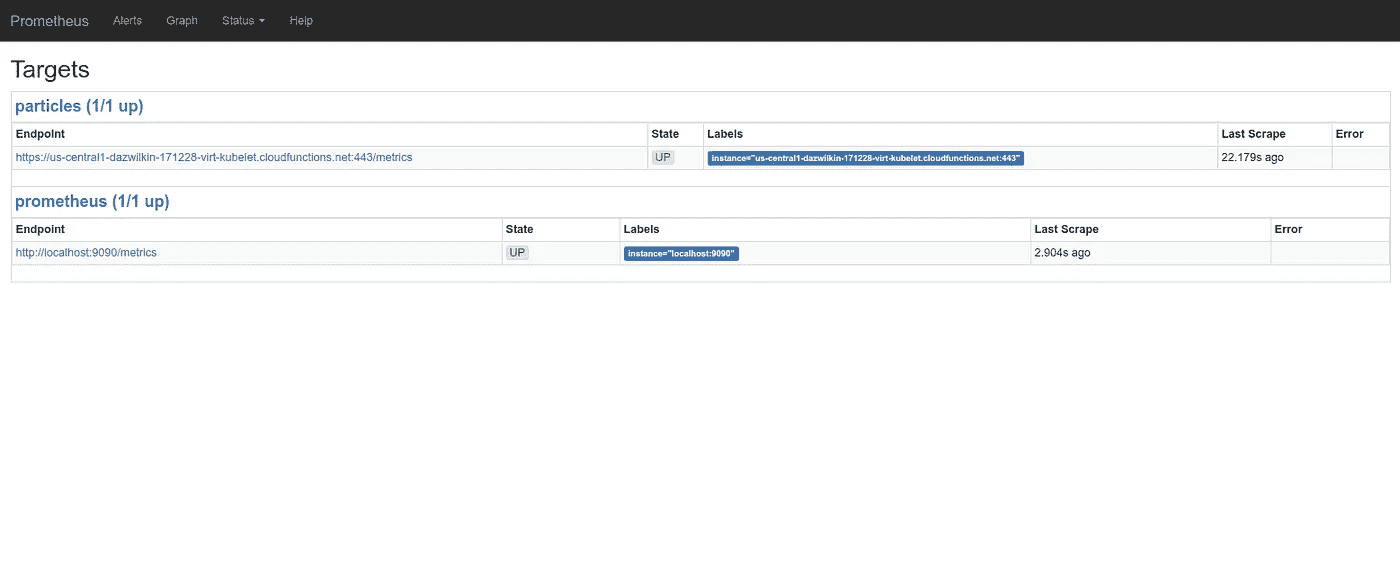 Prometheus Alerts Graph Status Help
Targets
particles (1/1 up)
Endpoint State Labels Last Scrape Error
https://us-central1-dazwilkin-171228-virt-kubelet.cloudfunctions.net:443/metrics UP instance="us-central1-dazwilkin-171228-virt-kubelet.cloudfunctions.net:443" 22.179s ago
prometheus (1/1 up)
Endpoint State Labels Last Scrape Error
http://localhost:9090/metrics UP instance="localhost:9090" 2.904s ago